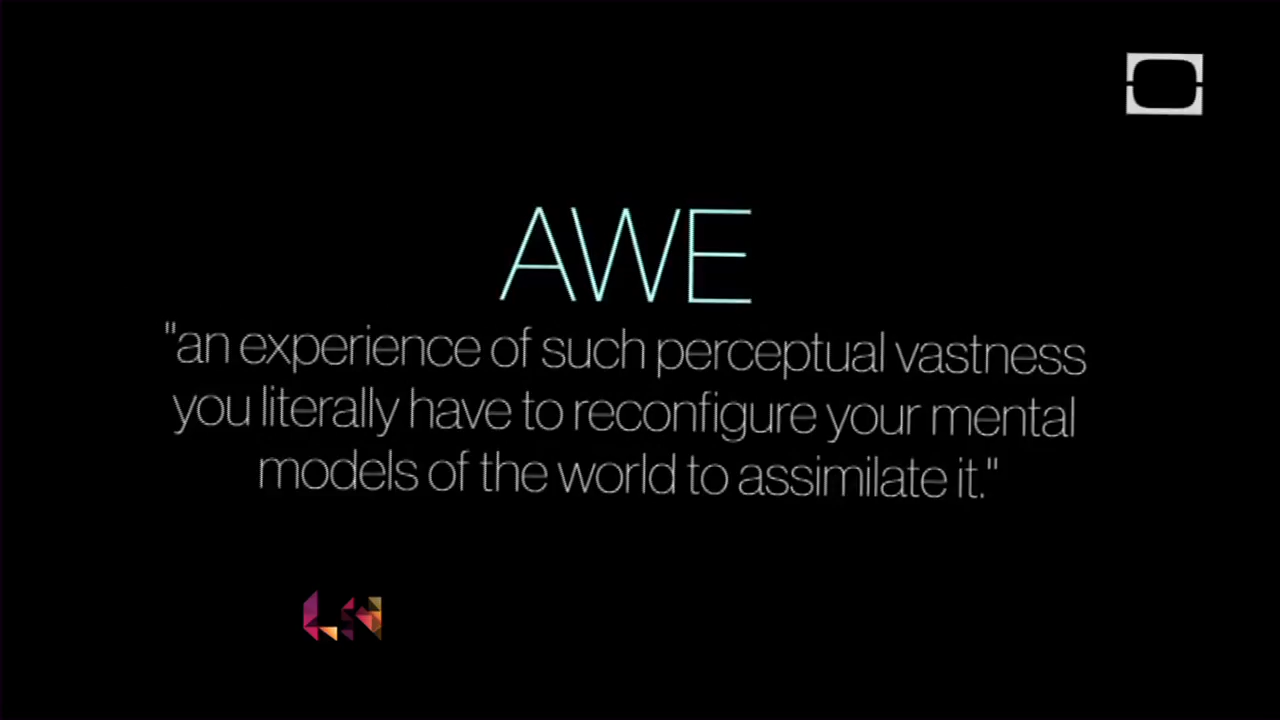 AWE
"an experience of such perceptual vastness
you literally have to reconfigure your mental
models of the world to assimilate it."